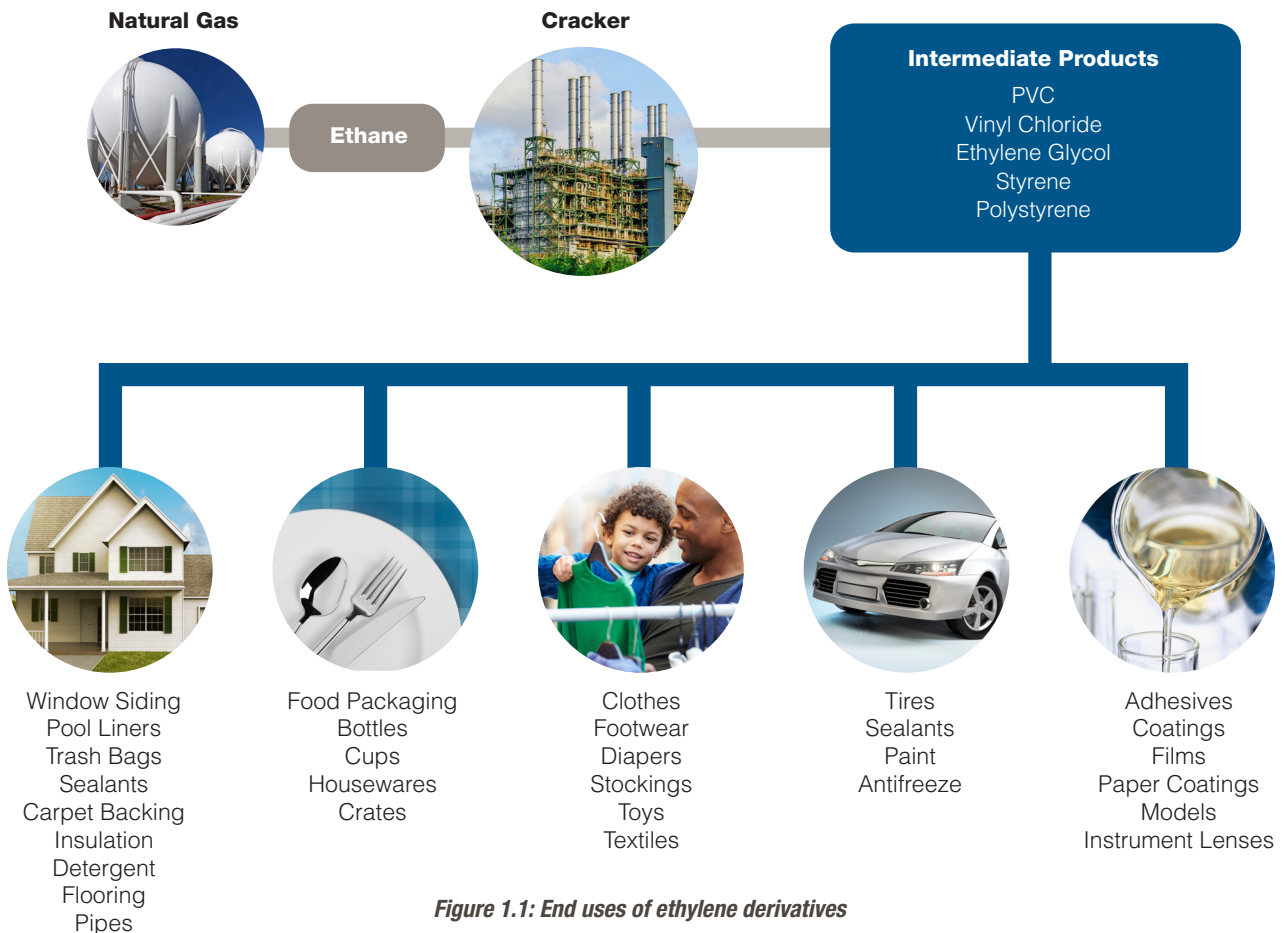 Natural Gas
Cracker
Ethane
Intermediate Products
PVC
Vinyl Chloride
Ethylene Glycol
Styrene
Polystyrene
Window Siding
Pool Liners
Trash Bags
Sealants
Carpet Backing
Insulation
Detergent
Flooring
Pipes
Food Packaging
Bottles
Cups
Housewares
Crates
Clothes
Footwear
Diapers
Stockings
Toys
Textiles
Tires
Sealants
Paint
Antifreeze
Adhesives
Coatings
Films
Paper Coatings
Models
Instrument Lenses
Figure 1.1: End uses of ethylene derivatives